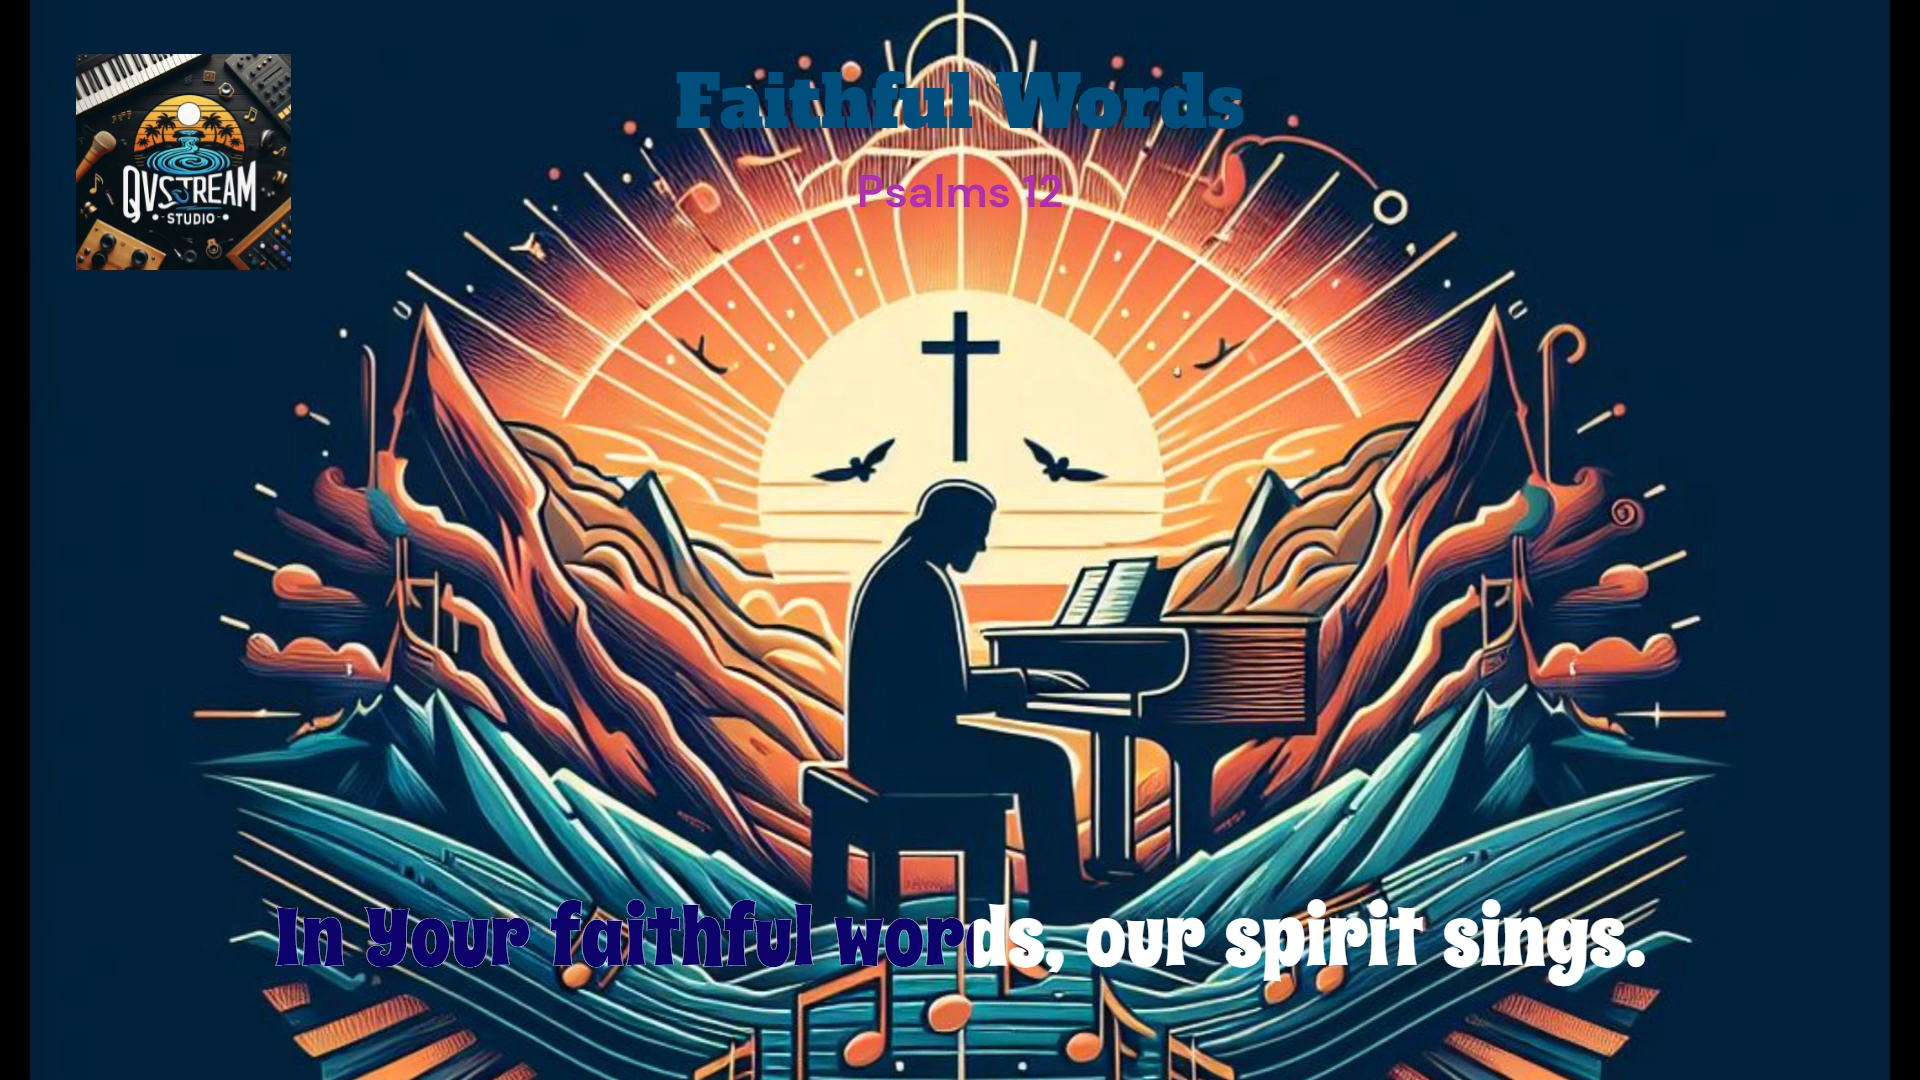 Faithful Words
Psalms 12
QVSTREAM
STUDIO
In Your faithful words, our spirit sings.